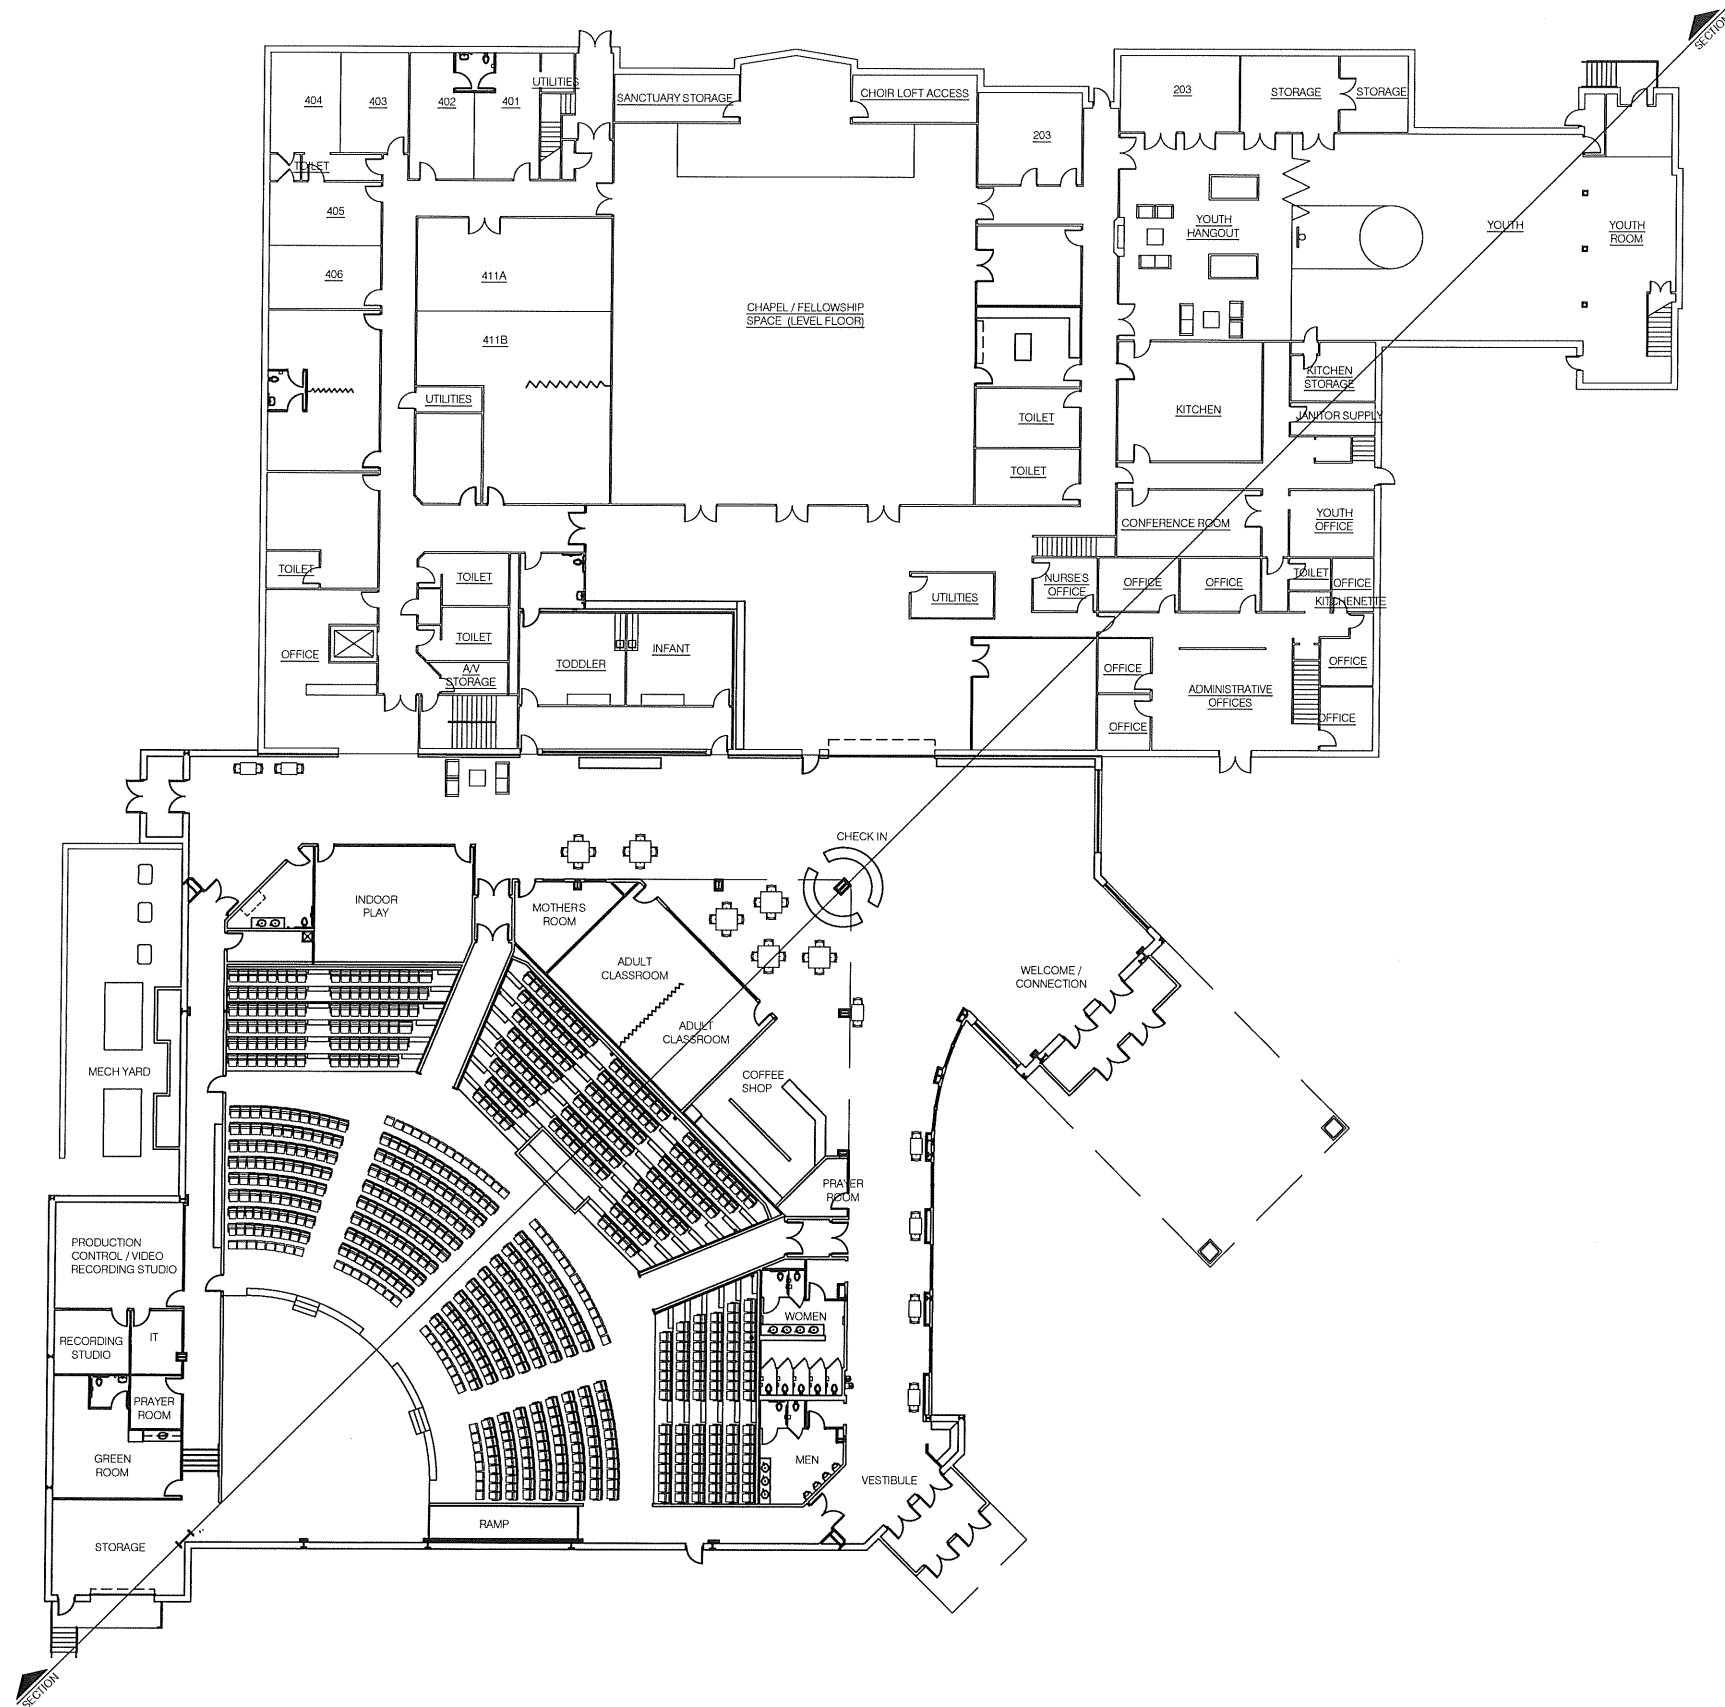 SECTION
404
403
402
401
UTILITIES
SANCTUARY STORAGE
CHOIR LOFT ACCESS
203
203
STORAGE
STORAGE
TOILET
405
406
411A
411B
UTILITIES
CHAPEL / FELLOWSHIP
SPACE (LEVEL FLOOR)
YOUTH
HANGOUT
YOUTH
YOUTH
ROOM
KITCHEN
STORAGE
JANITOR SUPPLY
KITCHEN
TOILET
TOILET
CONFERENCE ROOM
YOUTH
OFFICE
TOILET
TOILET
TOILET
A/V
STORAGE
OFFICE
TODDLER
INFANT
UTILITIES
NURSES
OFFICE
OFFICE
OFFICE
TOILET
OFFICE
KITCHENETTE
OFFICE
OFFICE
ADMINISTRATIVE
OFFICES
OFFICE
OFFICE
CHECK IN
INDOOR
PLAY
MOTHERS
ROOM
ADULT
CLASSROOM
ADULT
CLASSROOM
WELCOME /
CONNECTION
MECH YARD
COFFEE
SHOP
PRAYER
ROOM
PRODUCTION
CONTROL / VIDEO
RECORDING STUDIO
RECORDING
STUDIO
IT
PRAYER
ROOM
GREEN
ROOM
WOMEN
MEN
VESTIBULE
RAMP
STORAGE
SECTION